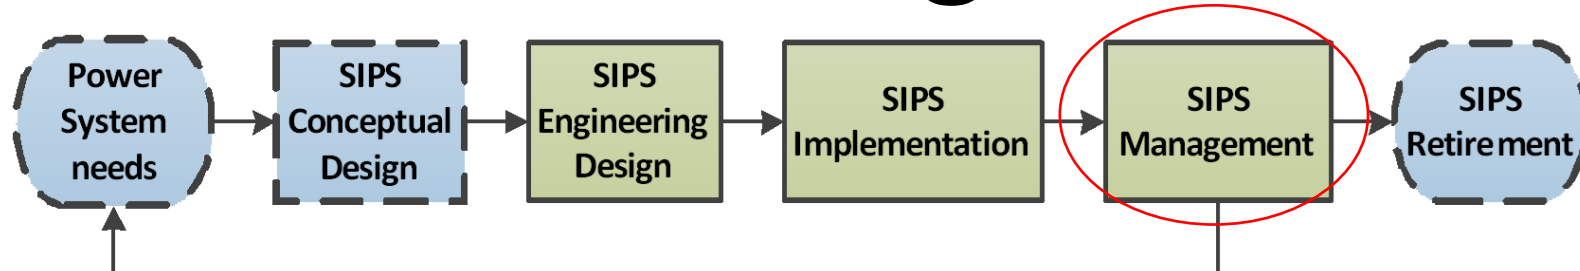 Power
System
needs
SIPS
Conceptual
Design
SIPS
Engineering
Design
SIPS
Implementation
SIPS
Management
SIPS
Retirement